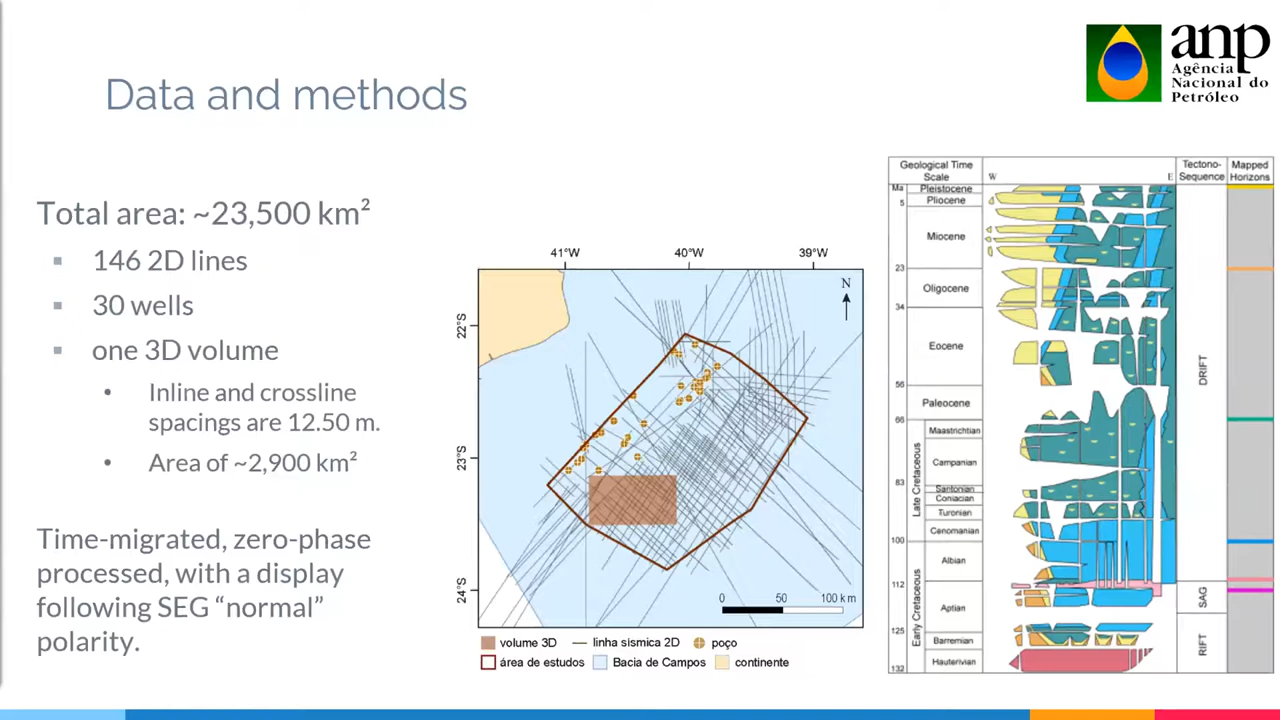 anp
Agência
Nacional do
Petróleo
Data and methods
Total area: ~23,500 km²
▪ 146 2D lines
▪ 30 wells
▪ one 3D volume
• Inline and crossline
spacings are 12.50 m.
• Area of ~2,900 km²
Time-migrated, zero-phase
processed, with a display
following SEG “normal”
polarity.
41°W 40°W 39°W
N
22°S
23°S
24°S
0 50 100 km
volume 3D linha sísmica 2D poço
área de estudos Bacia de Campos continente
Geological Time
Scale
W E
Tectono-
Sequence
Mapped
Horizons
Ma
Pleistocene
5
Pliocene
Miocene
23
Oligocene
34
Eocene
56
Paleocene
66
Late Cretaceous
Maastrichtian
Campanian
83
Santonian
Coniacian
Turonian
Cenomanian
100
Early Cretaceous
Albian
112
Aptian
125
Barremian
Hauterivian
132
DRIFT
SAG
RIFT